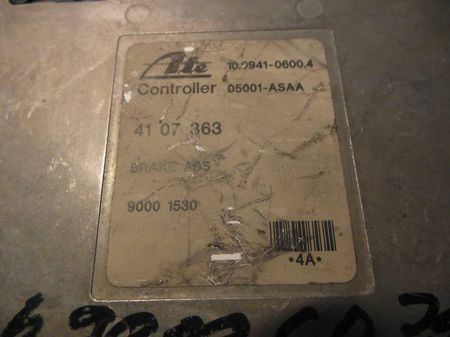 Ate 10.0941-0600.4
Controller 05001-ASAA
41 07 363
BRAKE ABS
9000 1530
*4A*